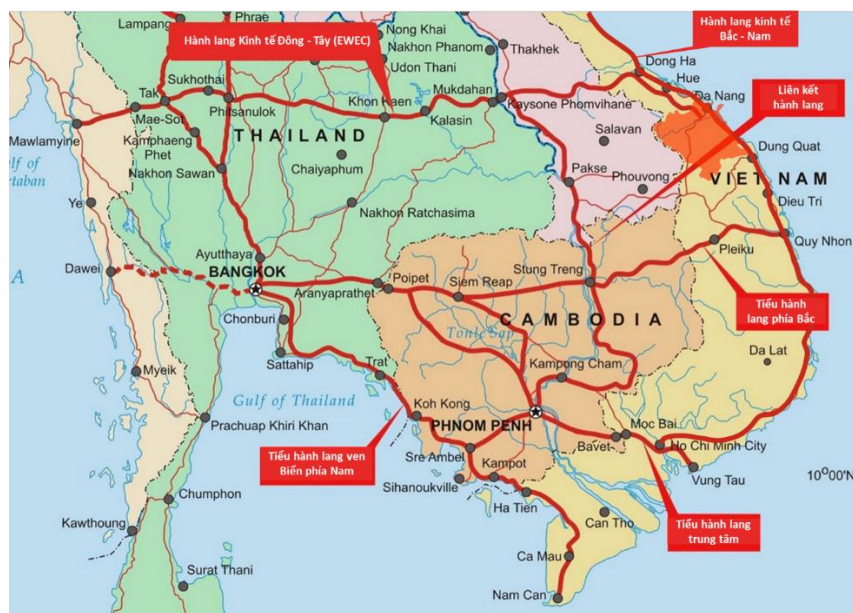 Lampang
Phrae
Hành lang Kinh tế Đông - Tây (EWEC)
Nong Khai
Nakhon Phanom
Udon Thani
Thakhek
Hành lang kinh tế
Bắc - Nam
Dong Ha
Hue
Da Nang
Sukhothai
Tak
Mae-Sot
Phitsanulok
Khon Kaen
Mukdahan
Kalasin
Kaysone Phomvihane
Liên kết
hành lang
Mawlamyine
Kamphaeng
Phet
THAILAND
Salavan
Gulf of
Nakhon Sawan
Chaiyaphum
Pakse
Phouvong
Dung Quat
VIET NAM
Ye
Nakhon Ratchasima
Dieu Tri
Quy Nhon
Pleiku
Ayutthaya
BANGKOK
Dawei
Aranyaprathet
Poipet
Siem Reap
Stung Treng
Tiểu hành
lang phía Bắc
Chonburi
CAMBODIA
Tonle Sap
Sattahip
Trat
Kampong Cham
Da Lat
Myeik
Gulf of Thailand
Prachuap Khiri Khan
Koh Kong
PHNOM PENH
Moc Bai
Bavet
Ho Chi Minh City
Vung Tau
Tiểu hành lang ven
Biển phía Nam
Sre Ambel
Kampot
Sihanoukville
Ha Tien
10°00'N
Chumphon
Can Tho
Tiểu hành lang
trung tâm
Kawthoung
Ca Mau
Surat Thani
Nam Can